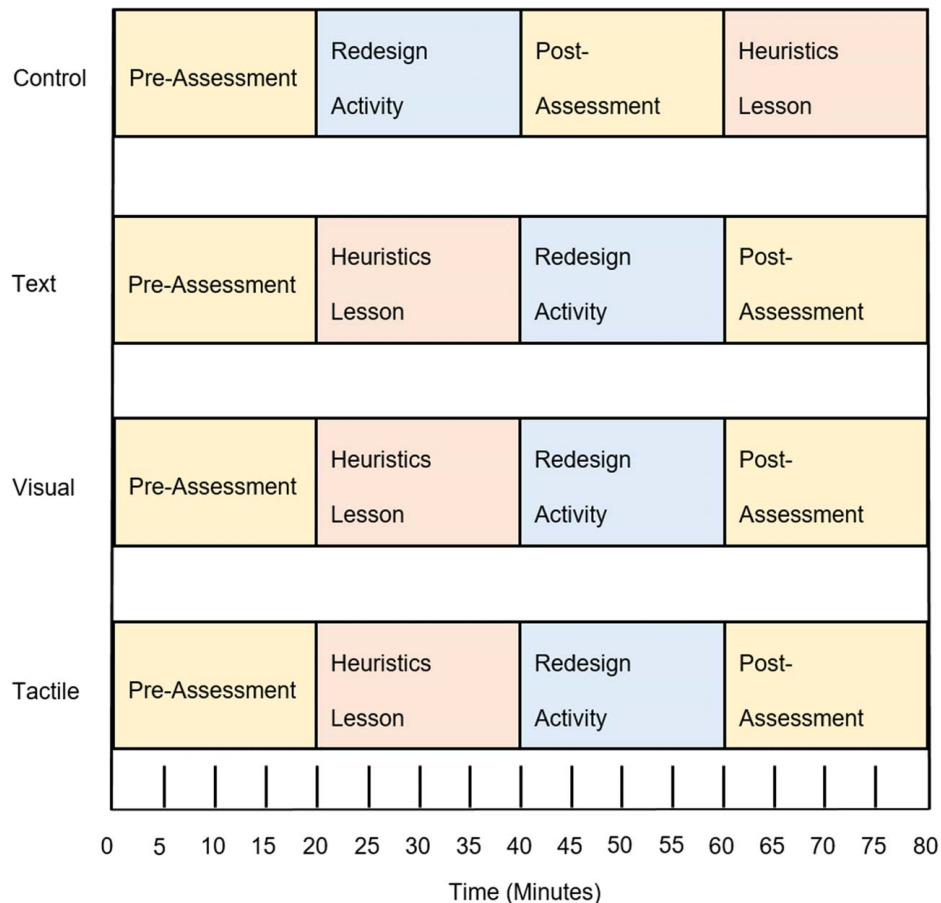 Control
Pre-Assessment
Redesign
Activity
Post-
Assessment
Heuristics
Lesson
Text
Pre-Assessment
Heuristics
Lesson
Redesign
Activity
Post-
Assessment
Visual
Pre-Assessment
Heuristics
Lesson
Redesign
Activity
Post-
Assessment
Tactile
Pre-Assessment
Heuristics
Lesson
Redesign
Activity
Post-
Assessment
0 5 10 15 20 25 30 35 40 45 50 55 60 65 70 75 80
Time (Minutes)